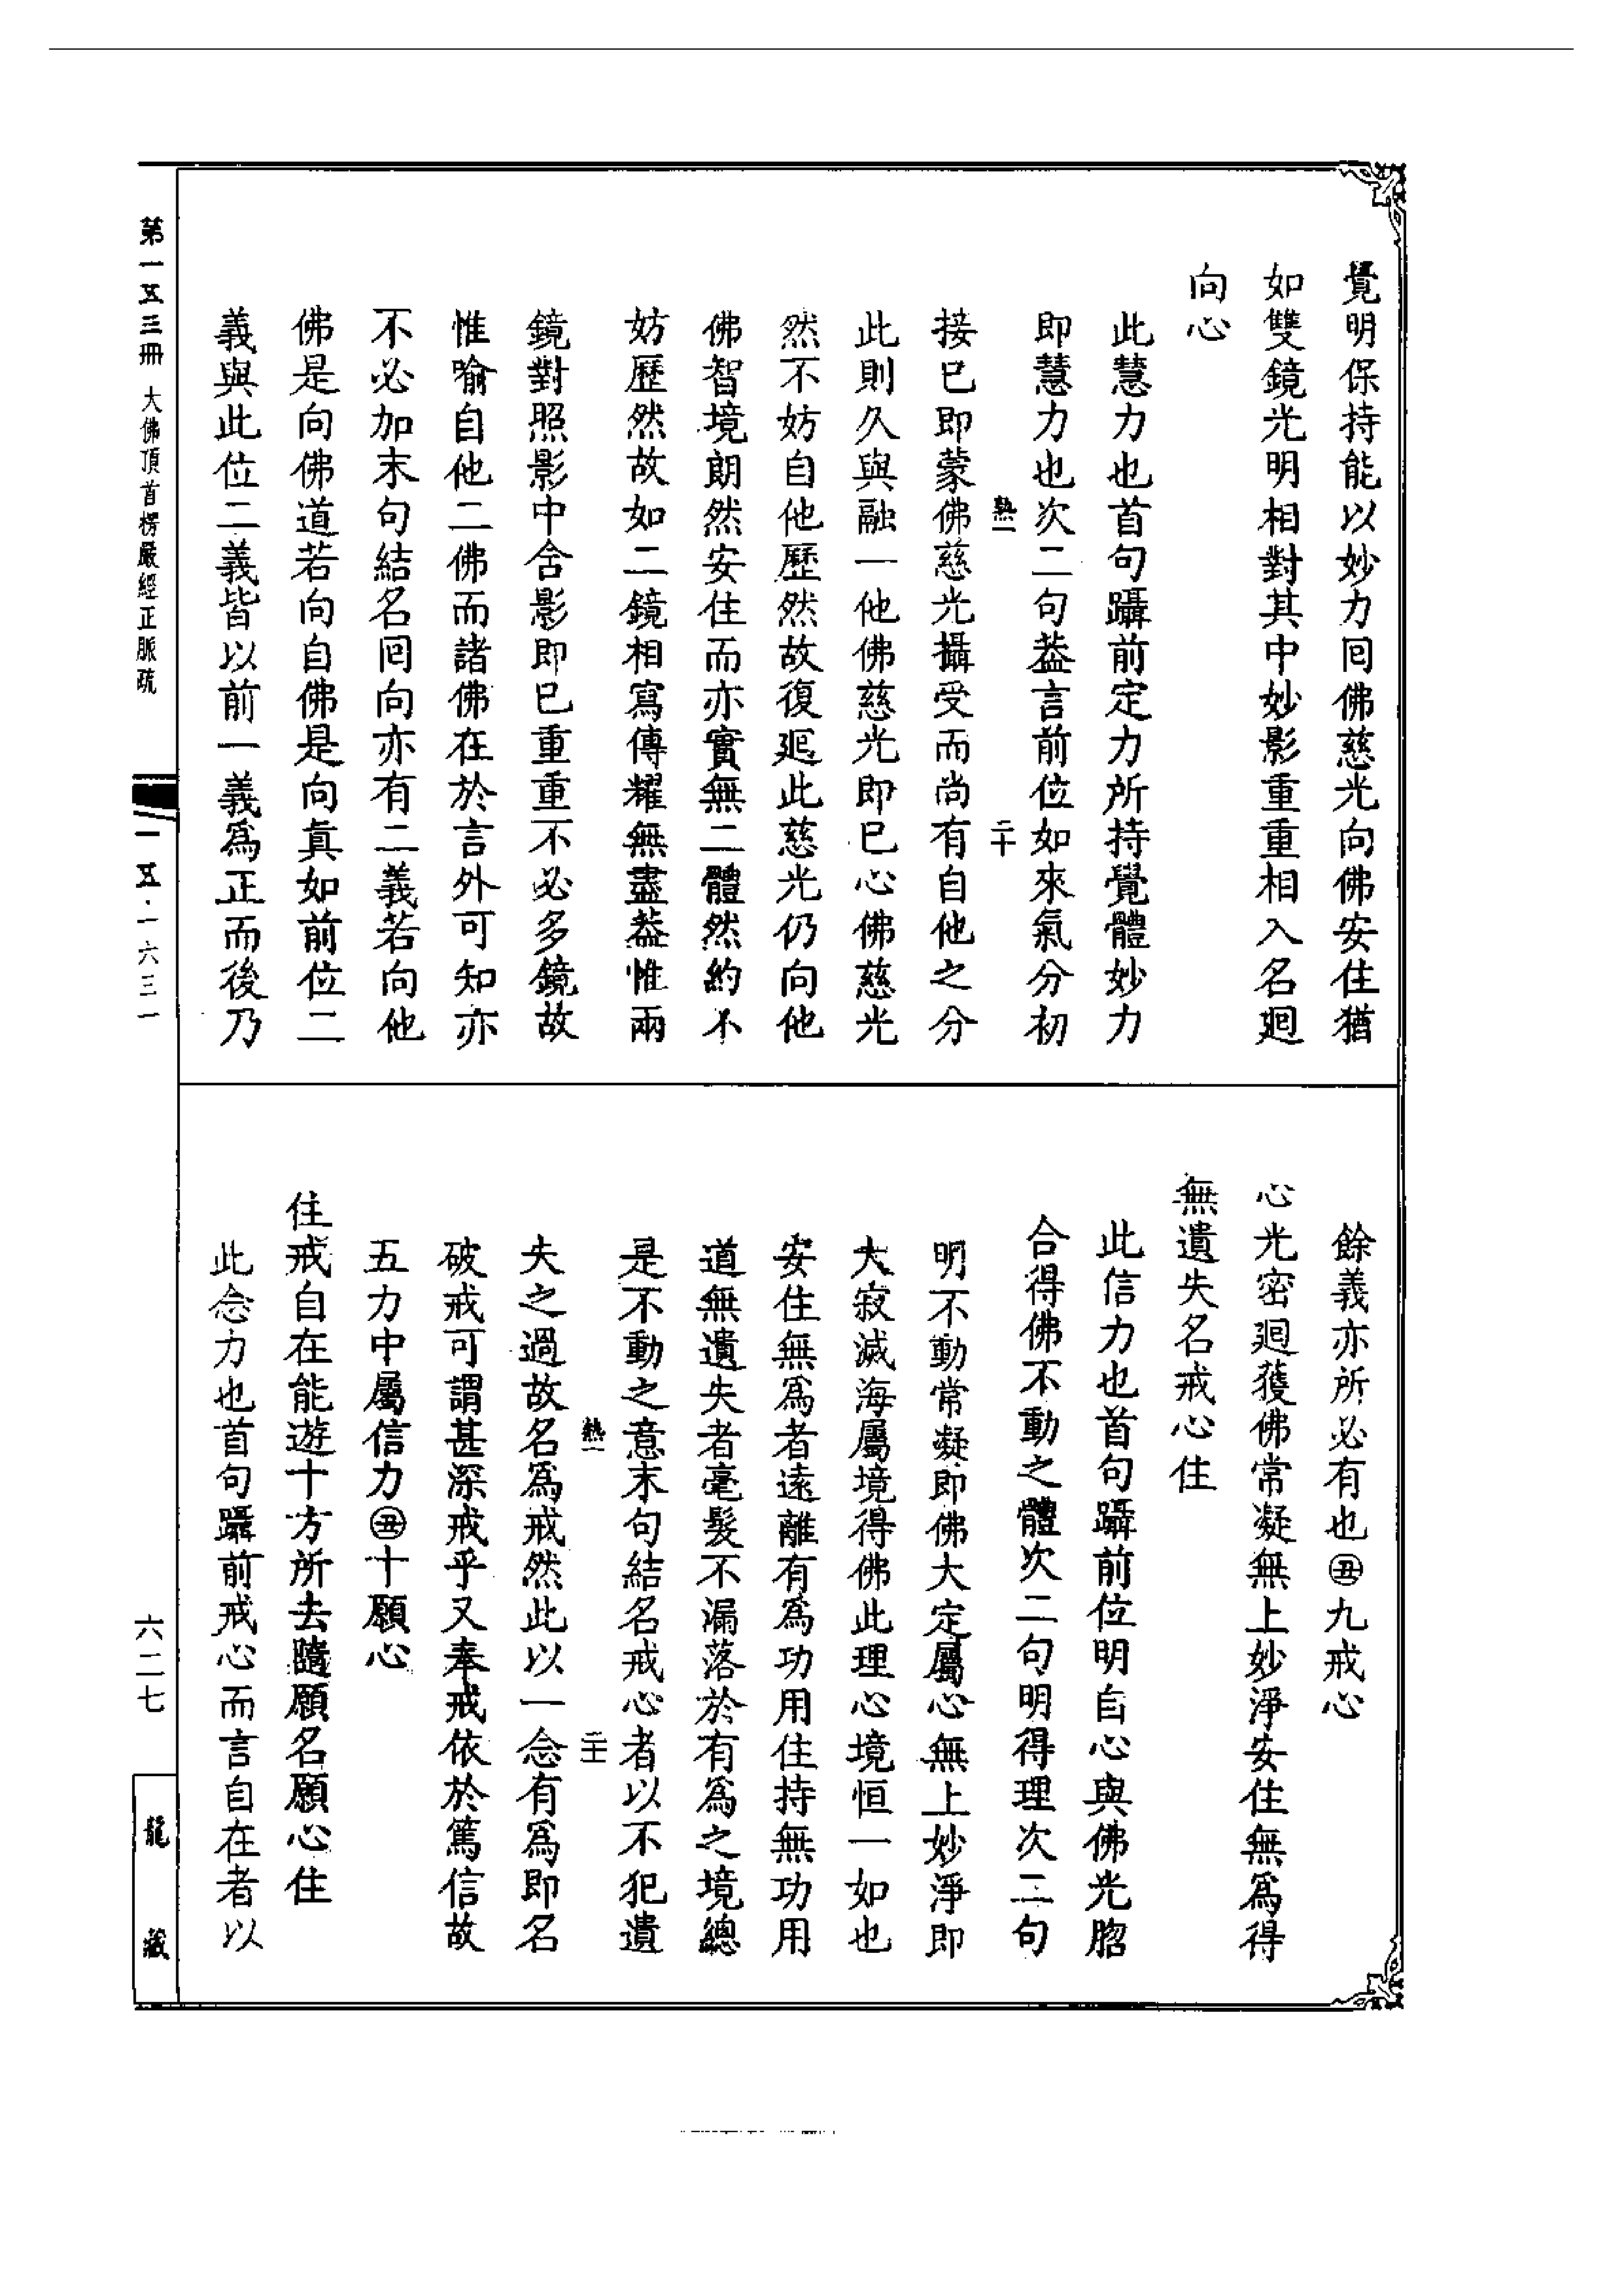 覺明保持能以妙力囘佛慈光向佛安住猶
如雙鏡光明相對其中妙影重重相入名廻
向心
此慧力也首句躡前定力所持覺體妙力
即慧力也次二句葢言前位如來氣分初
熱一
二十
接已即蒙佛慈光攝受而尚有自他之分
此則久與融一他佛慈光即已心佛慈光
然不妨自他歷然故復廻此慈光仍向他
佛智境朗然安住而亦實無二體然約不
妨歷然故如二鏡相寫傳耀無盡葢惟兩
鏡對照影中含影即已重重不必多鏡故
惟喻自他二佛而諸佛在於言外可知亦
不必加末句結名囘向亦有二義若向他
佛是向佛道若向自佛是向真如前位二
義與此位二義皆以前一義爲正而後乃
餘義亦所必有也㊄九戒心
心光密廻獲佛常凝無上妙淨安住無爲得
無遺失名戒心住
此信力也首句躡前位明自心與佛光脗
合得佛不動之體次二句明得理次二句
明不動常凝即佛大定屬心無上妙淨即
大寂滅海屬境得佛此理心境恒一如也
安住無爲者遠離有爲功用住持無功用
道無遺失者毫髮不漏落於有爲之境總
是不動之意末句結名戒心者以不犯遺
熱一
二十一
失之過故名爲戒然此以一念有爲即名
破戒可謂甚深戒乎又奉戒依於篤信故
五力中屬信力㊄十願心
住戒自在能遊十方所去隨願名願心住
此念力也首句躡前戒心而言自在者以
第一五三冊 大佛頂首楞嚴經正脈疏
一五·一六三一
六二七
龍藏